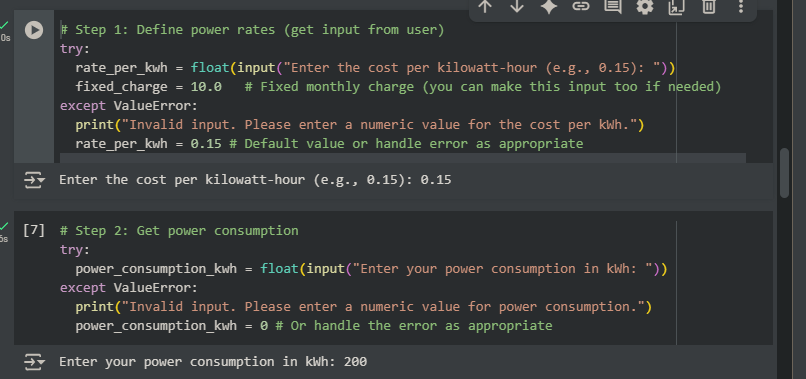 0s
# Step 1: Define power rates (get input from user)
try:
  rate_per_kwh = float(input("Enter the cost per kilowatt-hour (e.g., 0.15): "))
  fixed_charge = 10.0   # Fixed monthly charge (you can make this input too if needed)
except ValueError:
  print("Invalid input. Please enter a numeric value for the cost per kWh.")
  rate_per_kwh = 0.15 # Default value or handle error as appropriate
Enter the cost per kilowatt-hour (e.g., 0.15): 0.15
[7] # Step 2: Get power consumption
try:
  power_consumption_kwh = float(input("Enter your power consumption in kWh: "))
except ValueError:
  print("Invalid input. Please enter a numeric value for power consumption.")
  power_consumption_kwh = 0 # Or handle the error as appropriate
Enter your power consumption in kWh: 200